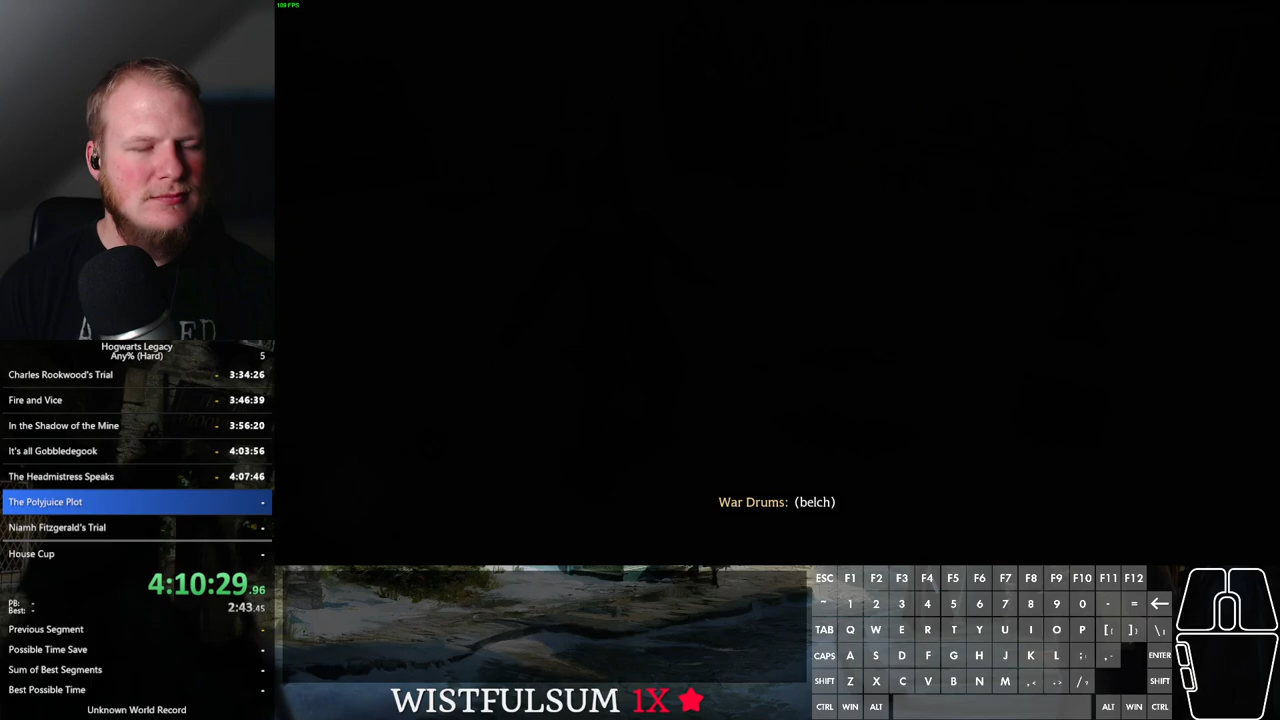 109 FPS
War Drums: (belch)
A ED
Hogwarts Legacy
Any% (Hard) 5
Charles Rookwood's Trial - 3:34:26
Fire and Vice - 3:46:39
In the Shadow of the Mine - 3:56:20
It's all Gobbledegook - 4:03:56
The Headmistress Speaks - 4:07:46
The Polyjuice Plot -
Niamh Fitzgerald's Trial -
House Cup -
4:10:29.96
PB: - 2:43.45
Best: -
Previous Segment -
Possible Time Save -
Sum of Best Segments -
Best Possible Time -
Unknown World Record
WISTFULSUM 1X
ESC F1 F2 F3 F4 F5 F6 F7 F8 F9 F10 F11 F12
~ 1 2 3 4 5 6 7 8 9 0 - = ←
TAB Q W E R T Y U I O P [{ ]} \|
CAPS A S D F G H J K L ;: ,- ENTER
SHIFT Z X C V B N M ,< .> /? SHIFT
CTRL WIN ALT ALT WIN CTRL